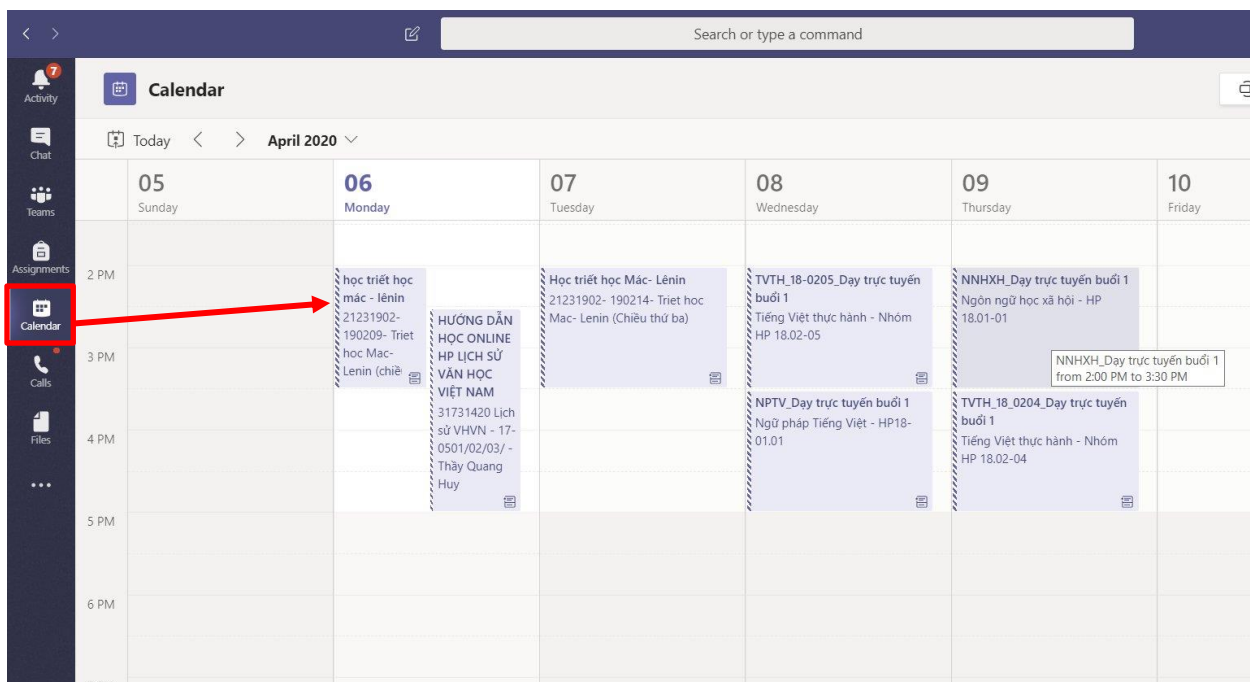 Search or type a command
7
Activity
Chat
Teams
Assignments
Calendar
Calls
Files
Calendar
Today
April 2020
05
Sunday
06
Monday
07
Tuesday
08
Wednesday
09
Thursday
10
Friday
2 PM
3 PM
4 PM
5 PM
6 PM
học triết học
mác - lênin
21231902-
190209- Triet
hoc Mac-
Lenin (chiề
HƯỚNG DẪN
HỌC ONLINE
HP LỊCH SỬ
VĂN HỌC
VIỆT NAM
31731420 Lịch
sử VHVN - 17-
0501/02/03/ -
Thầy Quang
Huy
Học triết học Mác- Lênin
21231902- 190214- Triet hoc
Mac- Lenin (Chiều thứ ba)
TVTH_18-0205_Dạy trực tuyến
buổi 1
Tiếng Việt thực hành - Nhóm
HP 18.02-05
NPTV_Dạy trực tuyến buổi 1
Ngữ pháp Tiếng Việt - HP18-
01.01
NNHXH_Dạy trực tuyến buổi 1
Ngôn ngữ học xã hội - HP
18.01-01
NNHXH_Dạy trực tuyến buổi 1
from 2:00 PM to 3:30 PM
TVTH_18_0204_Dạy trực tuyến
buổi 1
Tiếng Việt thực hành - Nhóm
HP 18.02-04